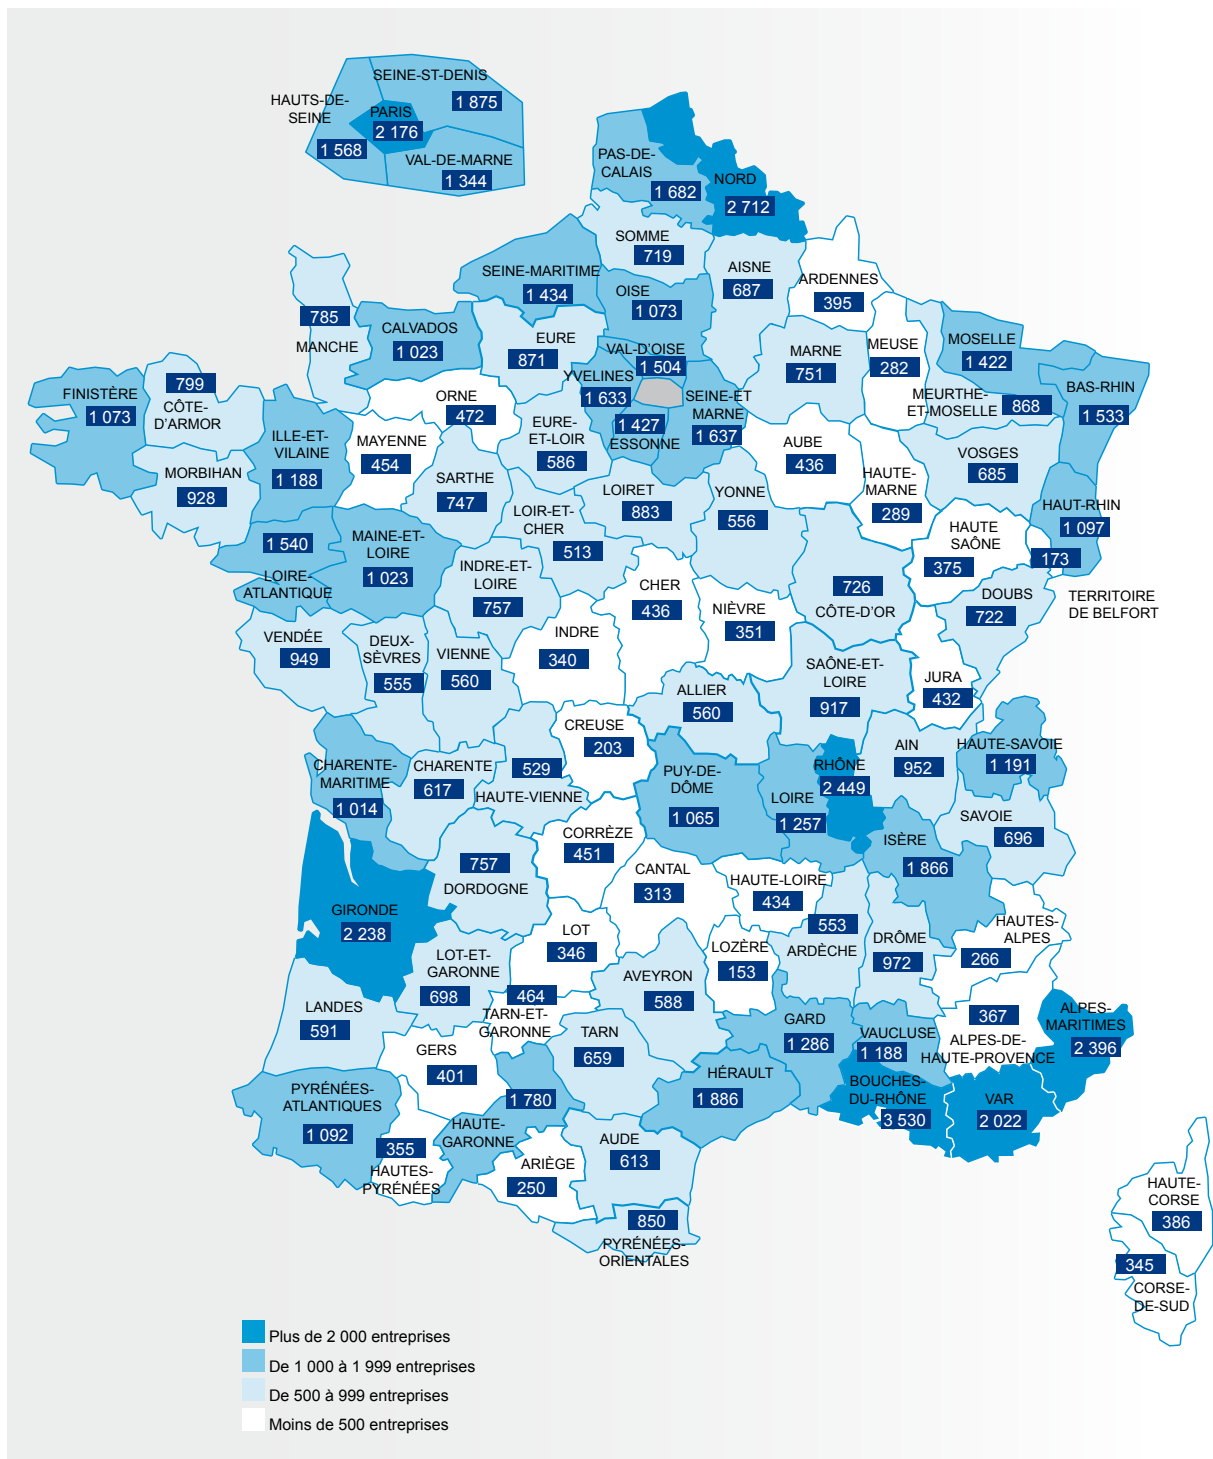 SEINE-ST-DENIS
1 875
HAUTS-DE-
SEINE
1 568
PARIS
2 176
VAL-DE-MARNE
1 344
PAS-DE-
CALAIS
1 682
NORD
2 712
SOMME
719
AISNE
687
ARDENNES
395
SEINE-MARITIME
1 434
OISE
1 073
785
MANCHE
CALVADOS
1 023
EURE
871
VAL-D'OISE
1 504
YVELINES
1 633
1 427
ESSONNE
SEINE-ET
MARNE
1 637
MARNE
751
MEUSE
282
MOSELLE
1 422
MEURTHE-
ET-MOSELLE
868
BAS-RHIN
1 533
FINISTÈRE
1 073
799
CÔTE-
D'ARMOR
ORNE
472
ILLE-ET-
VILAINE
1 188
MAYENNE
454
EURE-
ET-LOIR
586
AUBE
436
VOSGES
685
MORBIHAN
928
SARTHE
747
HAUTE-
MARNE
289
LOIRET
883
YONNE
556
HAUT-RHIN
1 097
LOIR-ET-
CHER
513
HAUTE
SAÔNE
375
173
TERRITOIRE
DE BELFORT
1 540
LOIRE-
ATLANTIQUE
MAINE-ET-
LOIRE
1 023
INDRE-ET-
LOIRE
757
CHER
436
NIÈVRE
351
726
CÔTE-D'OR
DOUBS
722
VENDÉE
949
DEUX-
SÈVRES
555
VIENNE
560
INDRE
340
SAÔNE-ET-
LOIRE
917
JURA
432
ALLIER
560
CREUSE
203
CHARENTE-
MARITIME
1 014
CHARENTE
617
529
HAUTE-VIENNE
PUY-DE-
DÔME
1 065
LOIRE
1 257
RHÔNE
2 449
AIN
952
HAUTE-SAVOIE
1 191
SAVOIE
696
ISÈRE
1 866
CORRÈZE
451
757
DORDOGNE
CANTAL
313
HAUTE-LOIRE
434
553
ARDÈCHE
DRÔME
972
HAUTES-
ALPES
266
GIRONDE
2 238
LOT
346
LOZÈRE
153
LOT-ET-
GARONNE
698
AVEYRON
588
464
TARN-ET-
GARONNE
LANDES
591
GARD
1 286
VAUCLUSE
1 188
367
ALPES-DE-
HAUTE-PROVENCE
ALPES-
MARITIMES
2 396
GERS
401
TARN
659
HÉRAULT
1 886
BOUCHES-
DU-RHÔNE
3 530
VAR
2 022
PYRÉNÉES-
ATLANTIQUES
1 092
1 780
HAUTE-
GARONNE
355
HAUTES-
PYRÉNÉES
ARIÈGE
250
AUDE
613
850
PYRÉNÉES-
ORIENTALES
HAUTE-
CORSE
386
345
CORSE-
DE-SUD
Plus de 2 000 entreprises
De 1 000 à 1 999 entreprises
De 500 à 999 entreprises
Moins de 500 entreprises